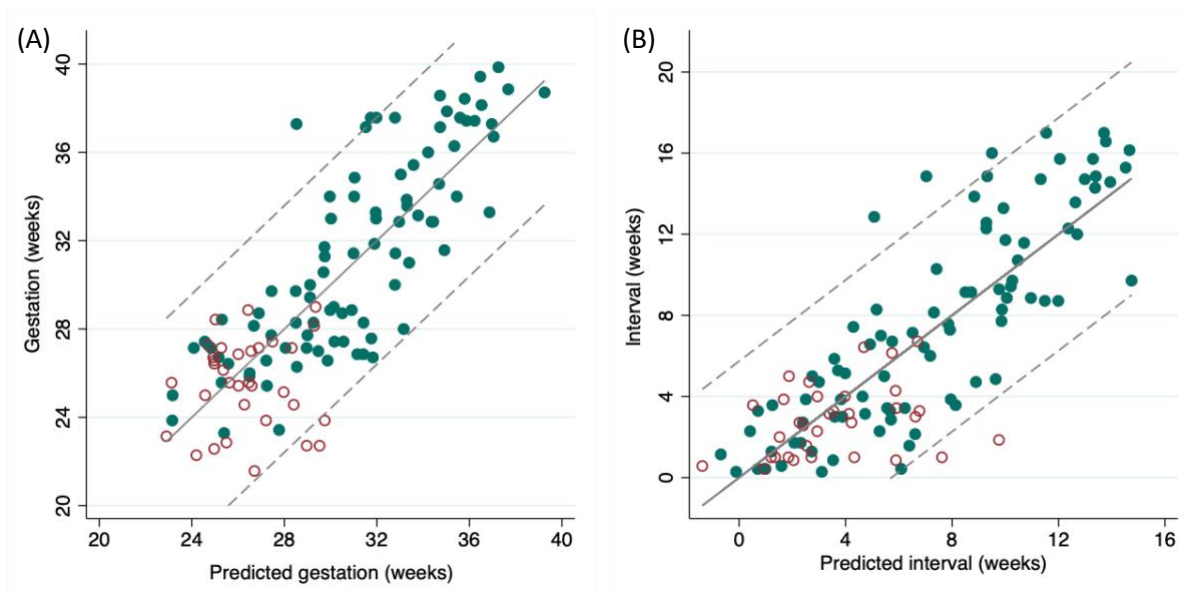 (A)
Gestation (weeks)
40
36
32
28
24
20
20 24 28 32 36 40
Predicted gestation (weeks)
(B)
Interval (weeks)
20
16
12
8
4
0
0 4 8 12 16
Predicted interval (weeks)